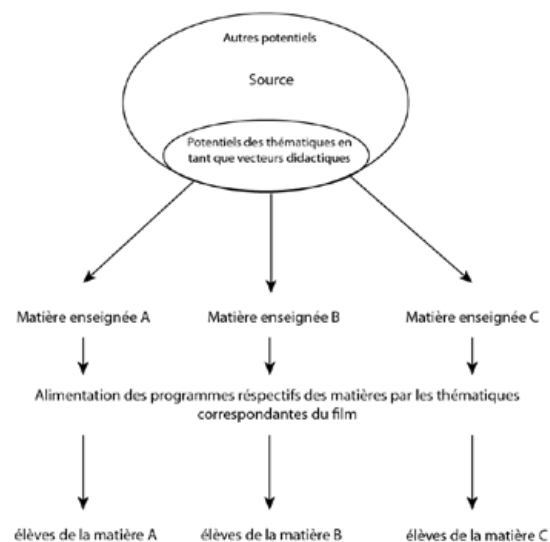 Autres potentiels
Source
Potentiels des thématiques en
tant que vecteurs didactiques
Matière enseignée A
Matière enseignée B
Matière enseignée C
Alimentation des programmes réspectifs des matières par les thématiques
correspondantes du film
élèves de la matière A
élèves de la matière B
élèves de la matière C